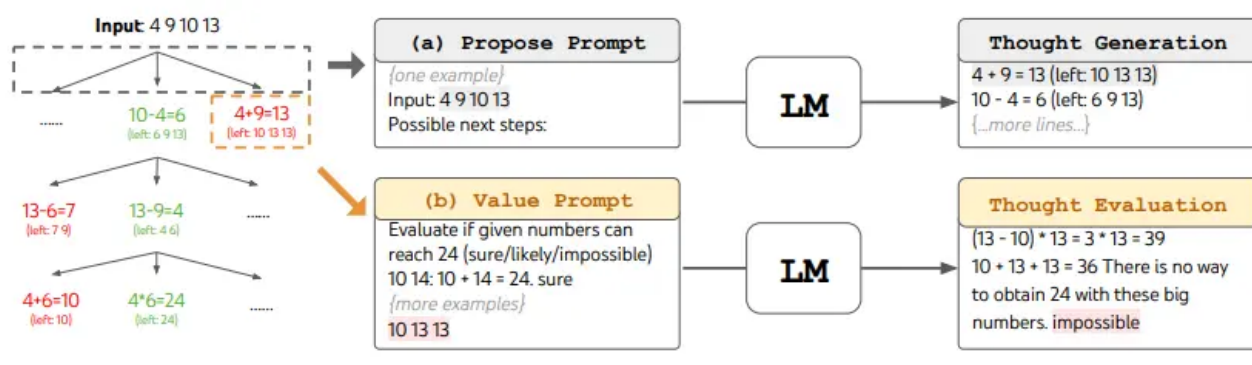 Input: 4 9 10 13
......
10-4=6
(left: 6 9 13)
4+9=13
(left: 10 13 13)
13-6=7
(left: 7 9)
13-9=4
(left: 4 6)
......
4+6=10
(left: 10)
4*6=24
(left: 24)
......
(a) Propose Prompt
{one example}
Input: 4 9 10 13
Possible next steps:
LM
Thought Generation
4 + 9 = 13 (left: 10 13 13)
10 - 4 = 6 (left: 6 9 13)
{...more lines...}
(b) Value Prompt
Evaluate if given numbers can
reach 24 (sure/likely/impossible)
10 14: 10 + 14 = 24. sure
{more examples}
10 13 13
LM
Thought Evaluation
(13 - 10) * 13 = 3 * 13 = 39
10 + 13 + 13 = 36 There is no way
to obtain 24 with these big
numbers. impossible